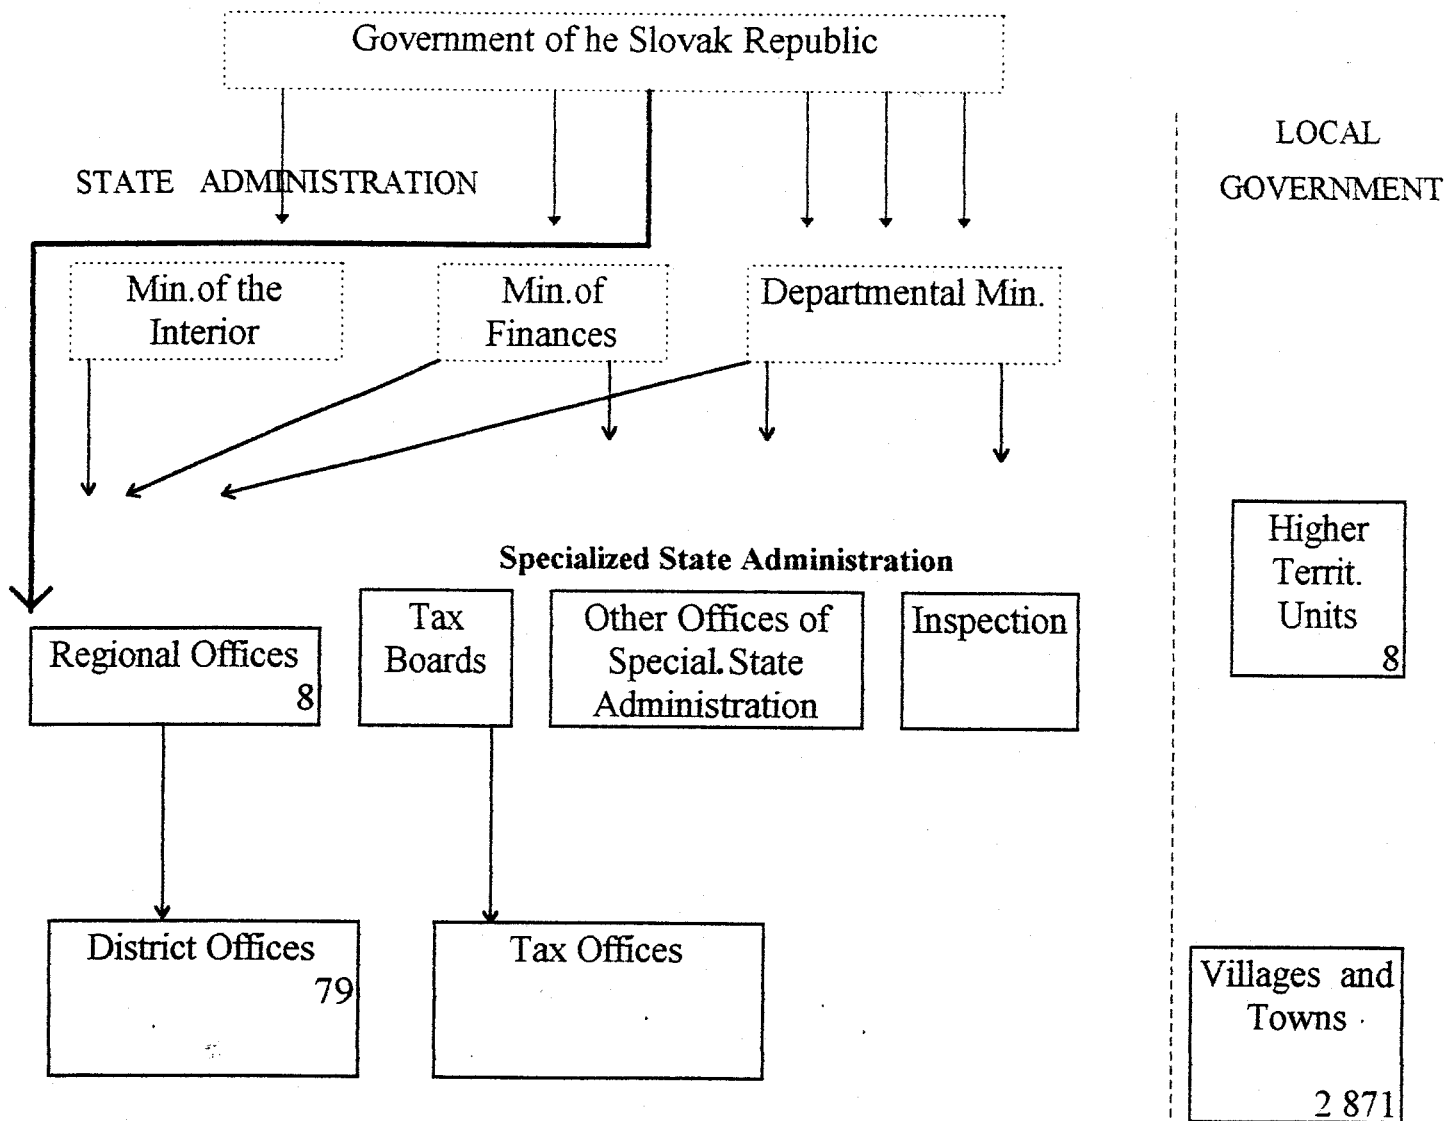 Government of he Slovak Republic
LOCAL
GOVERNMENT
STATE ADMINISTRATION
Min.of the
Interior
Min.of
Finances
Departmental Min.
Specialized State Administration
Regional Offices
8
Tax
Boards
Other Offices of
Special.State
Administration
Inspection
Higher
Territ.
Units
8
District Offices
79
Tax Offices
Villages and
Towns
2 871